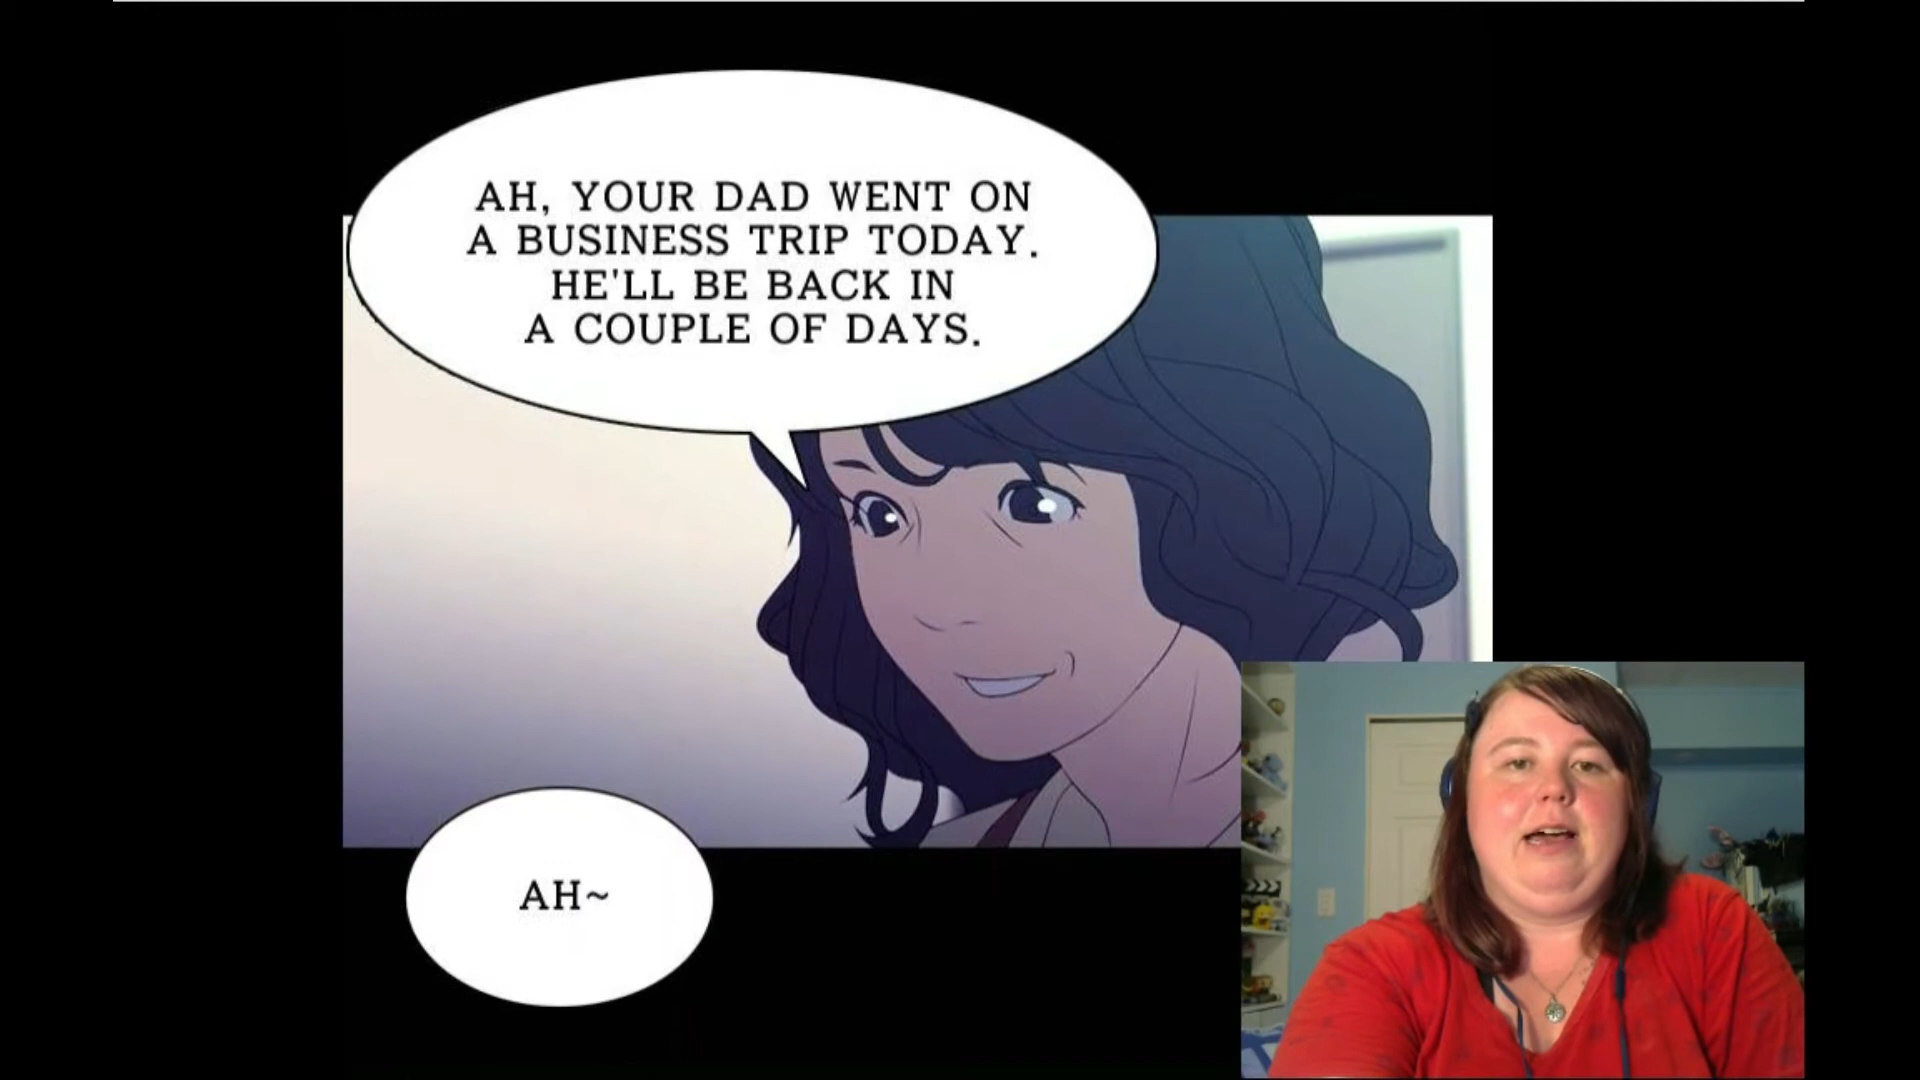 AH, YOUR DAD WENT ON
A BUSINESS TRIP TODAY.
HE'LL BE BACK IN
A COUPLE OF DAYS.
AH~